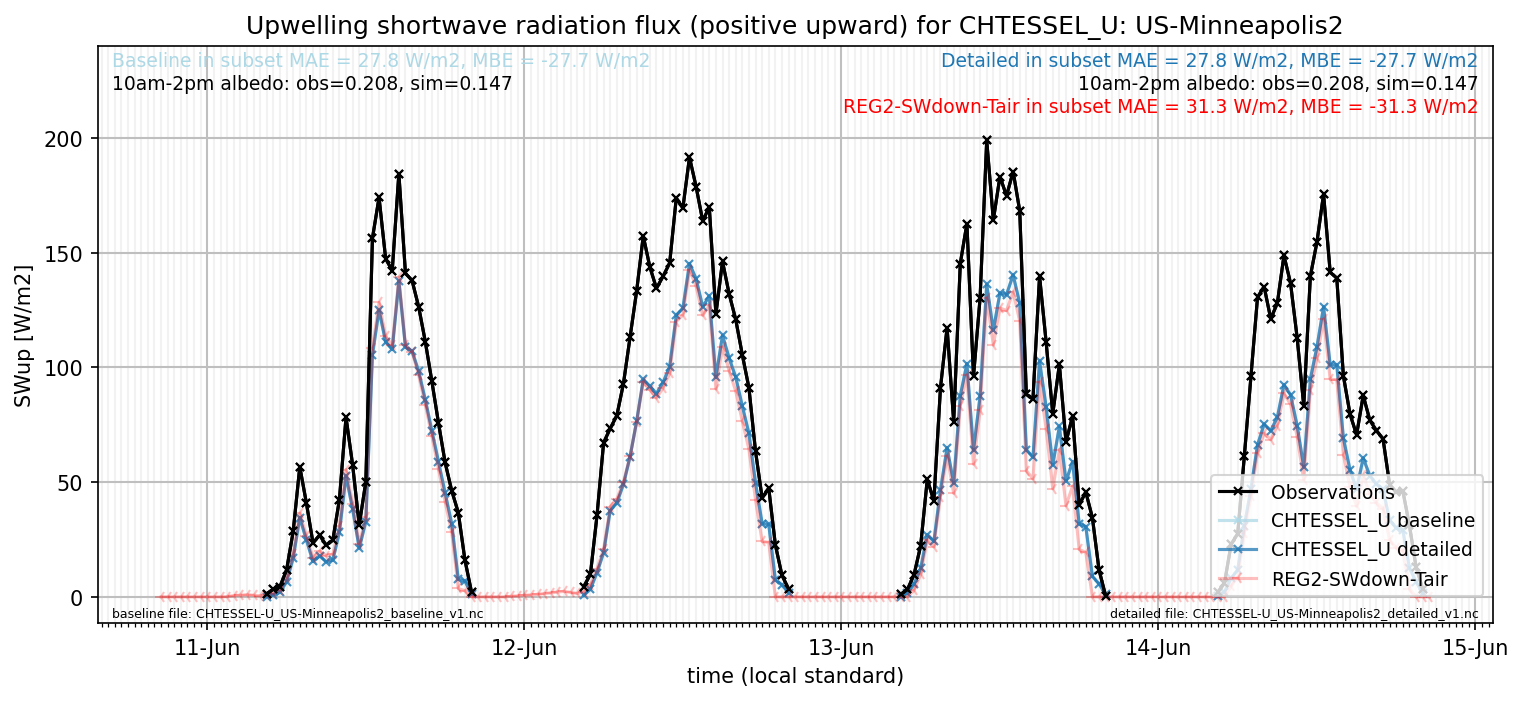 Upwelling shortwave radiation flux (positive upward) for CHTESSEL_U: US-Minneapolis2
Baseline in subset MAE = 27.8 W/m2, MBE = -27.7 W/m2
10am-2pm albedo: obs=0.208, sim=0.147
Detailed in subset MAE = 27.8 W/m2, MBE = -27.7 W/m2
10am-2pm albedo: obs=0.208, sim=0.147
REG2-SWdown-Tair in subset MAE = 31.3 W/m2, MBE = -31.3 W/m2
SWup [W/m2]
200
150
100
50
0
Observations
CHTESSEL_U baseline
CHTESSEL_U detailed
REG2-SWdown-Tair
baseline file: CHTESSEL-U_US-Minneapolis2_baseline_v1.nc
detailed file: CHTESSEL-U_US-Minneapolis2_detailed_v1.nc
11-Jun
12-Jun
13-Jun
14-Jun
15-Jun
time (local standard)